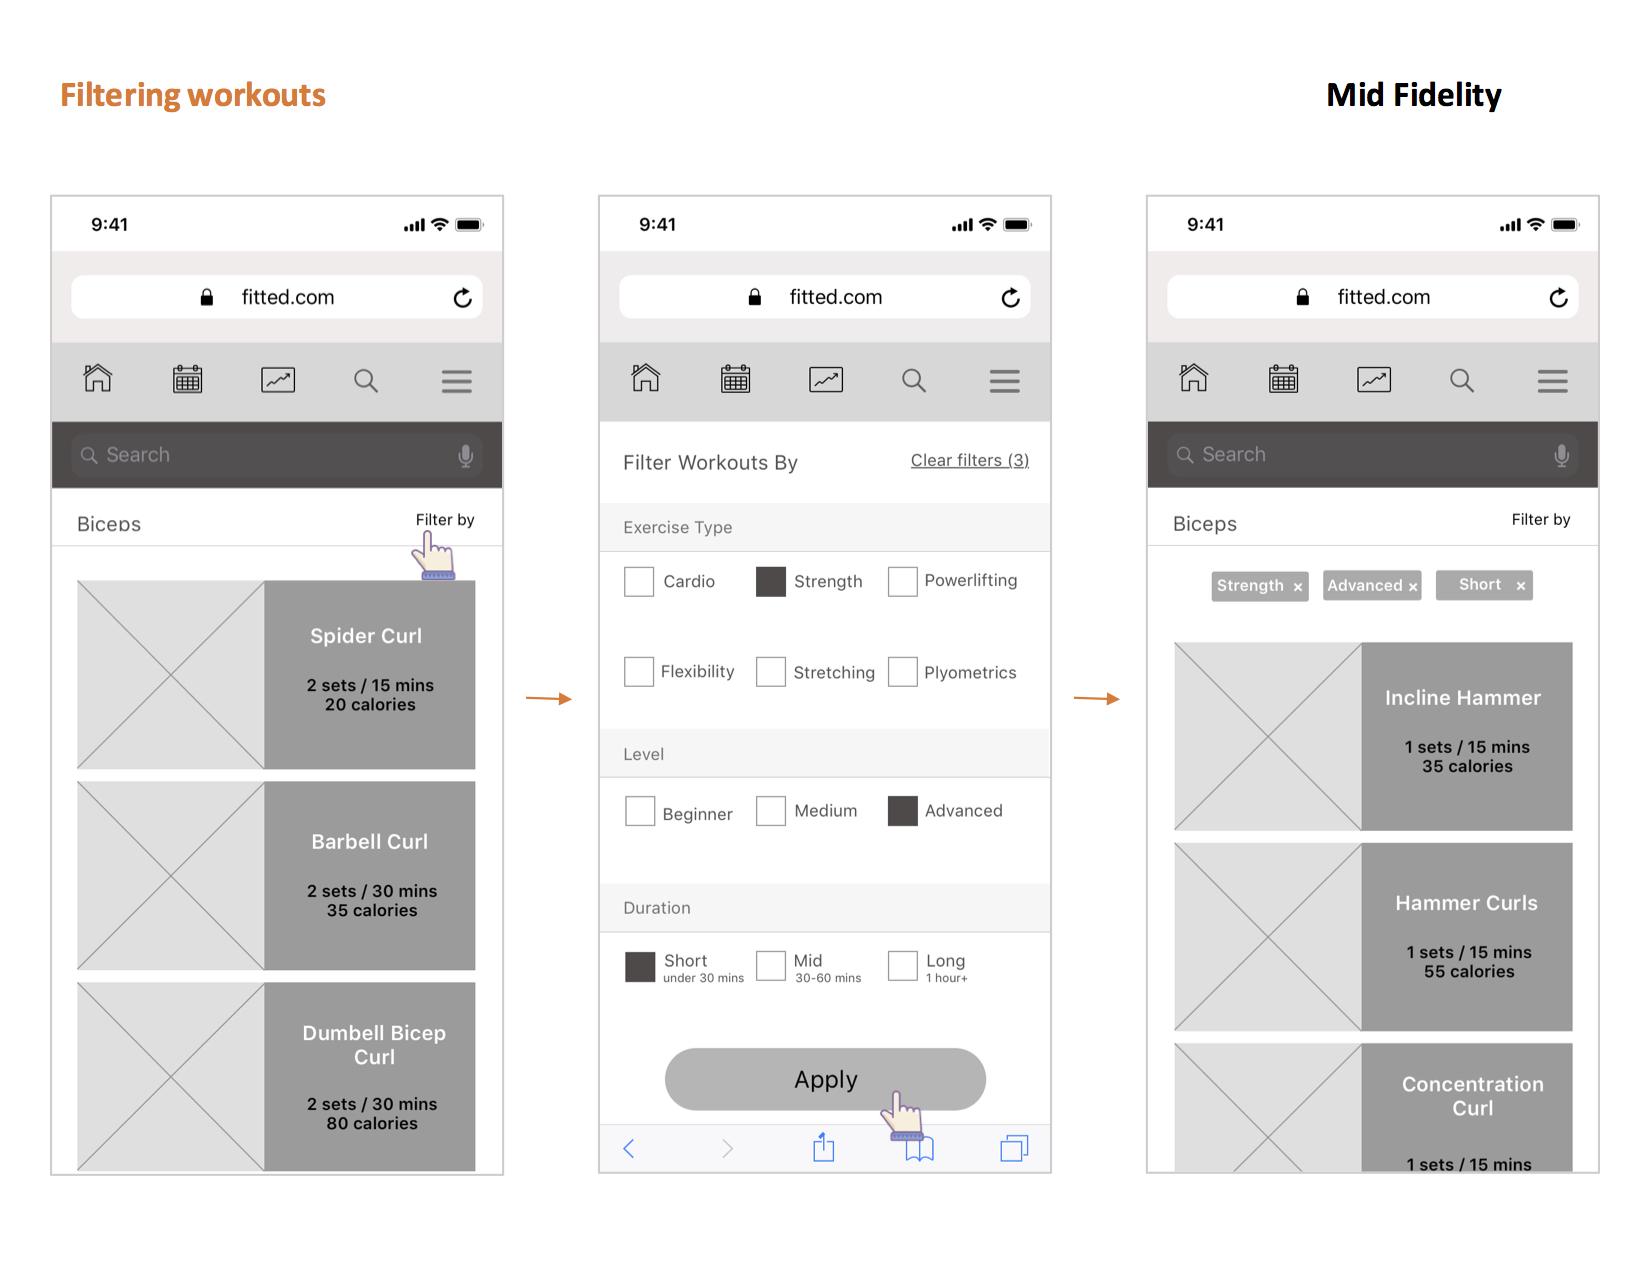 Filtering workouts
Mid Fidelity
9:41
fitted.com
Search
Biceps
Filter by
Spider Curl
2 sets / 15 mins
20 calories
Barbell Curl
2 sets / 30 mins
35 calories
Dumbell Bicep
Curl
2 sets / 30 mins
80 calories
9:41
fitted.com
Filter Workouts By
Clear filters (3)
Exercise Type
Cardio
Strength
Powerlifting
Flexibility
Stretching
Plyometrics
Level
Beginner
Medium
Advanced
Duration
Short
under 30 mins
Mid
30-60 mins
Long
1 hour+
Apply
9:41
fitted.com
Search
Biceps
Filter by
Strength ×
Advanced ×
Short ×
Incline Hammer
1 sets / 15 mins
35 calories
Hammer Curls
1 sets / 15 mins
55 calories
Concentration
Curl
1 sets / 15 mins